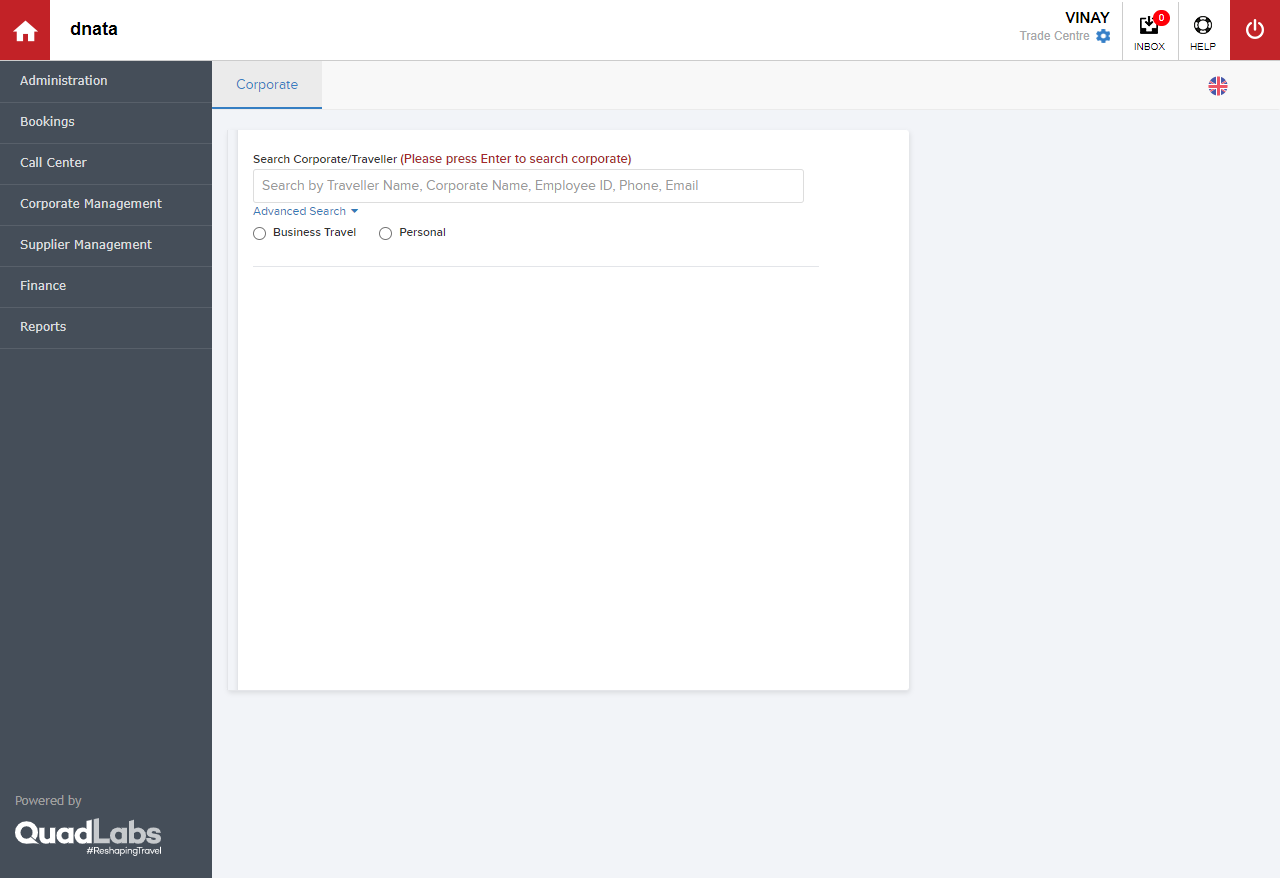 dnata
VINAY
Trade Centre
0
INBOX
HELP
Administration
Bookings
Call Center
Corporate Management
Supplier Management
Finance
Reports
Corporate
Search Corporate/Traveller (Please press Enter to search corporate)
Search by Traveller Name, Corporate Name, Employee ID, Phone, Email
Advanced Search
Business Travel Personal
Powered by
QuadLabs
#ReshapingTravel